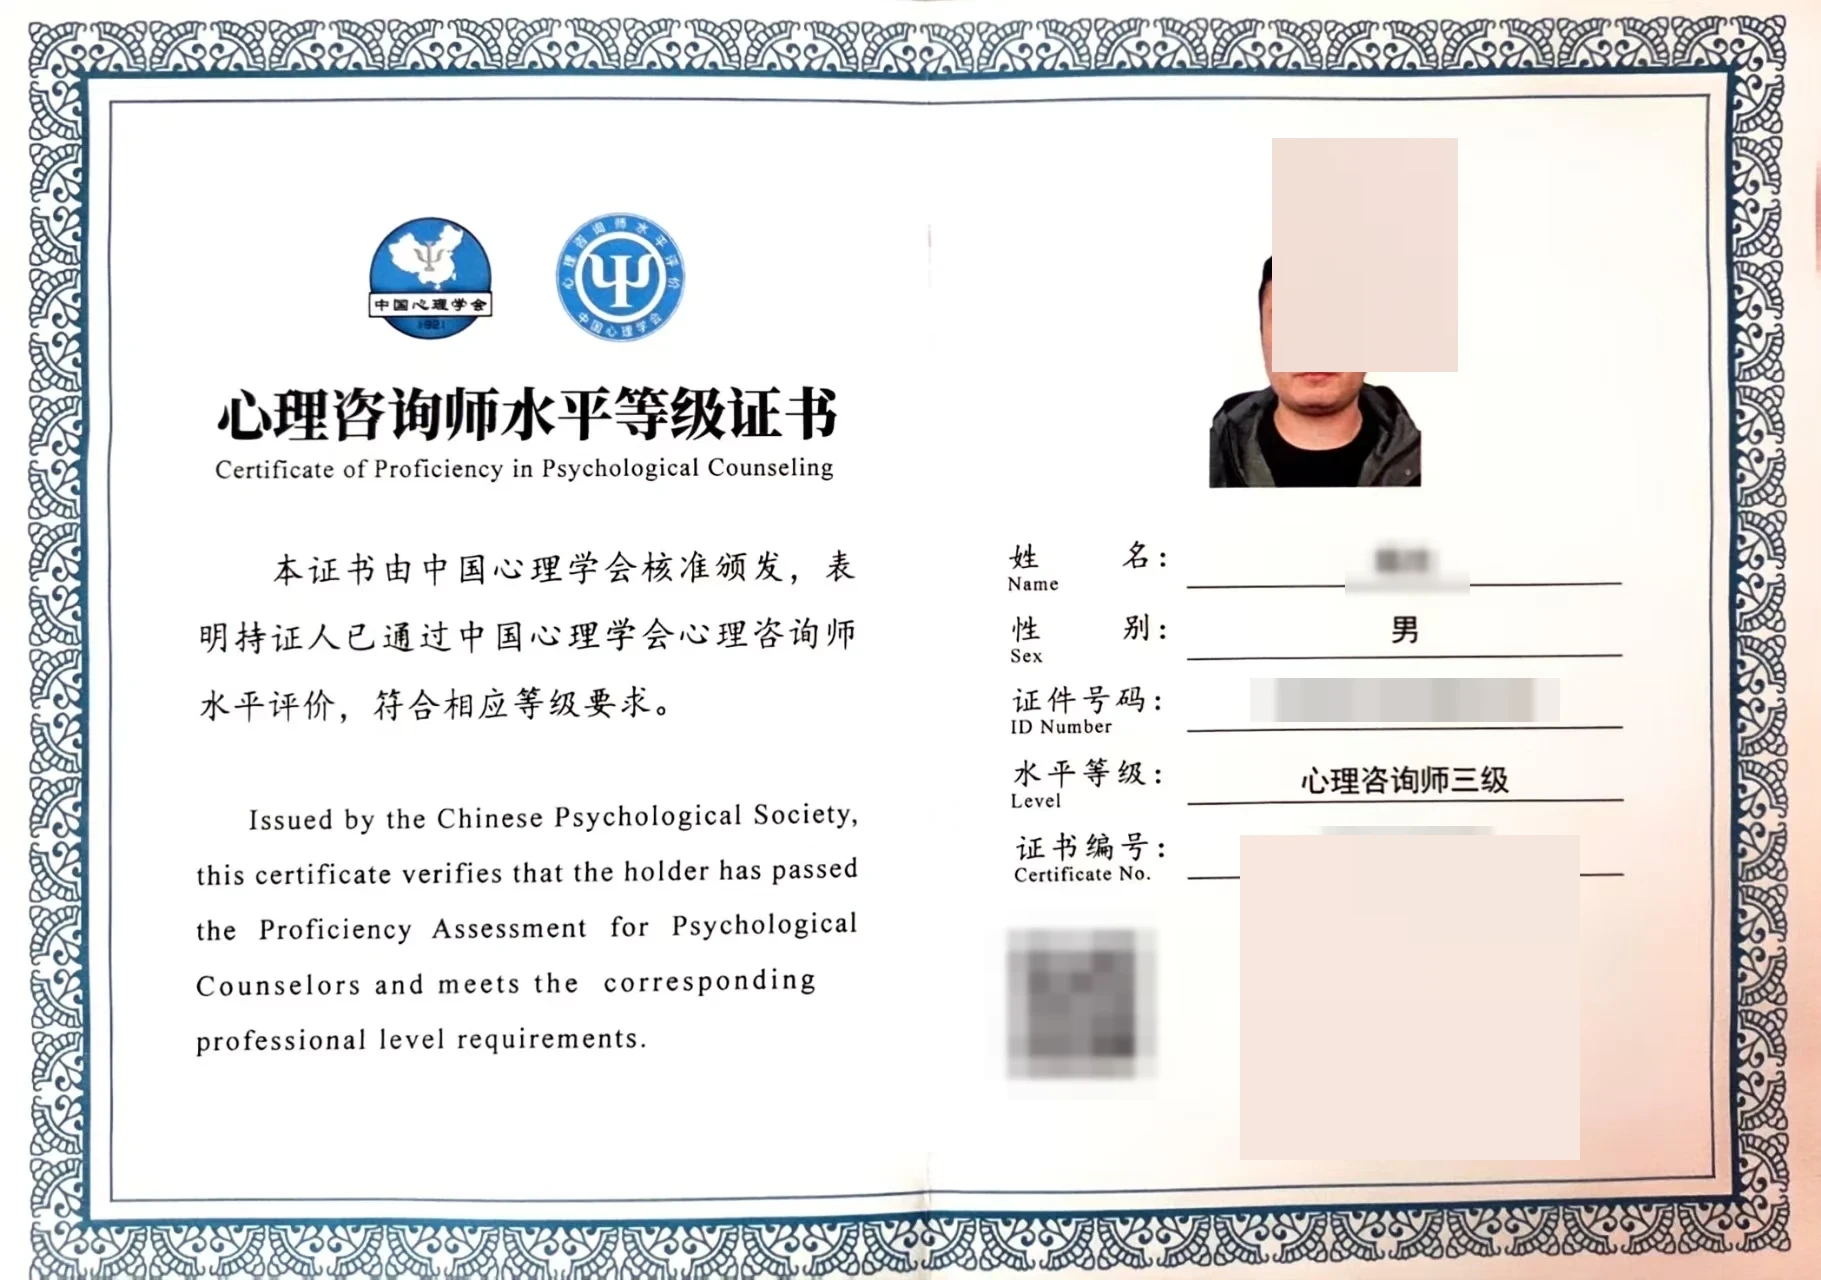 中国心理学会
1921
心理咨询师水平评价
中国心理学会
心理咨询师水平等级证书
Certificate of Proficiency in Psychological Counseling
本证书由中国心理学会核准颁发，表
明持证人已通过中国心理学会心理咨询师
水平评价，符合相应等级要求。
Issued by the Chinese Psychological Society,
this certificate verifies that the holder has passed
the Proficiency Assessment for Psychological
Counselors and meets the corresponding
professional level requirements.
姓名：
Name
性别： 男
Sex
证件号码：
ID Number
水平等级： 心理咨询师三级
Level
证书编号：
Certificate No.